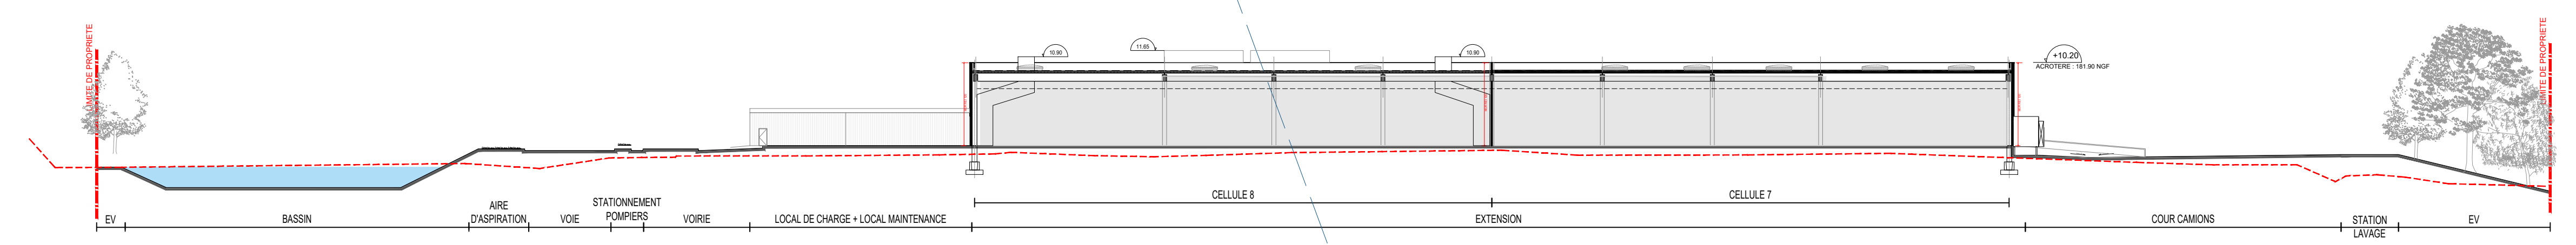 LIMITE DE PROPRIETE
10.90
11.65
10.90
+10.20
ACROTERE : 181.90 NGF
LIMITE DE PROPRIETE
CELLULE 8
CELLULE 7
EV
BASSIN
AIRE
D'ASPIRATION
VOIE
STATIONNEMENT
POMPIERS
VOIRIE
LOCAL DE CHARGE + LOCAL MAINTENANCE
EXTENSION
COUR CAMIONS
STATION
LAVAGE
EV